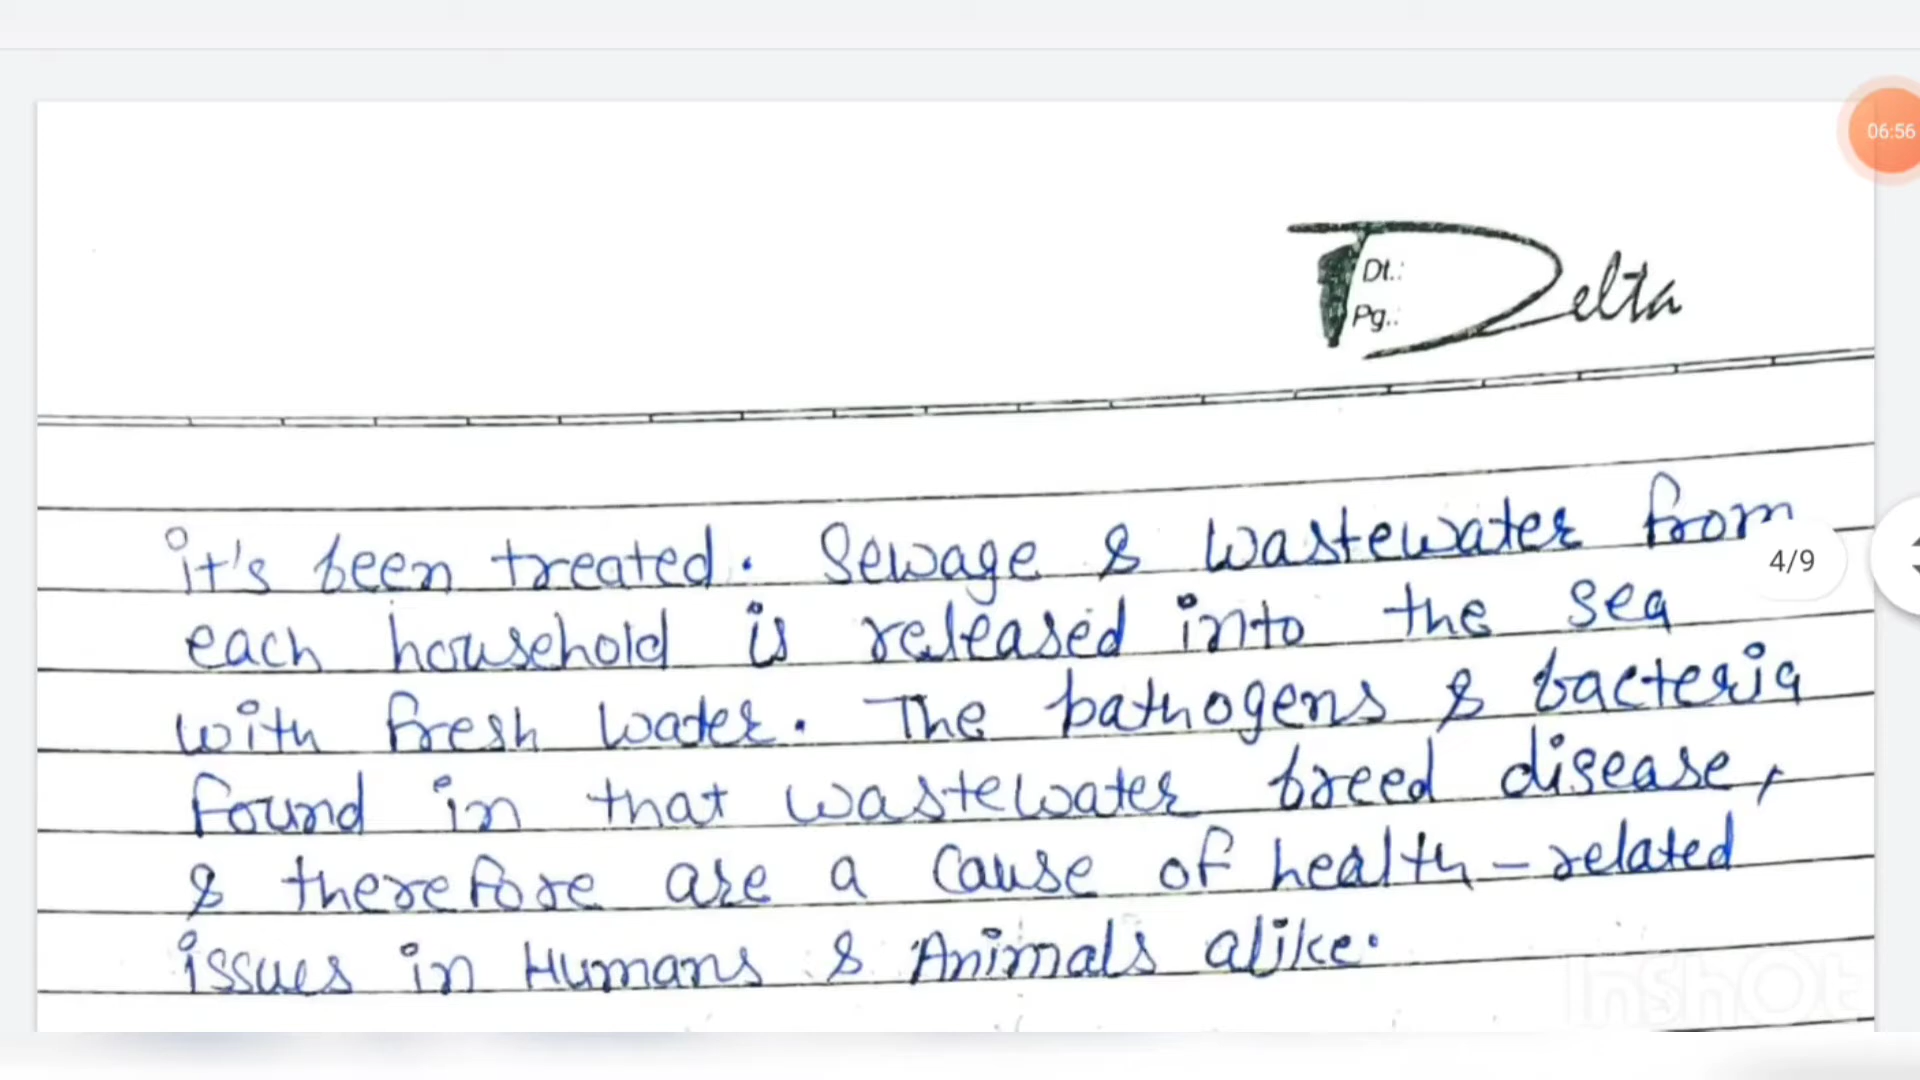 06:56
Delta
Dt.:
Pg.:
it's been treated. Sewage & wastewater from
4/9
each household is released into the sea
with fresh water. The pathogens & bacteria
found in that wastewater breed disease,
& therefore are a cause of health-related
issues in Humans & Animals alike.
InShOt